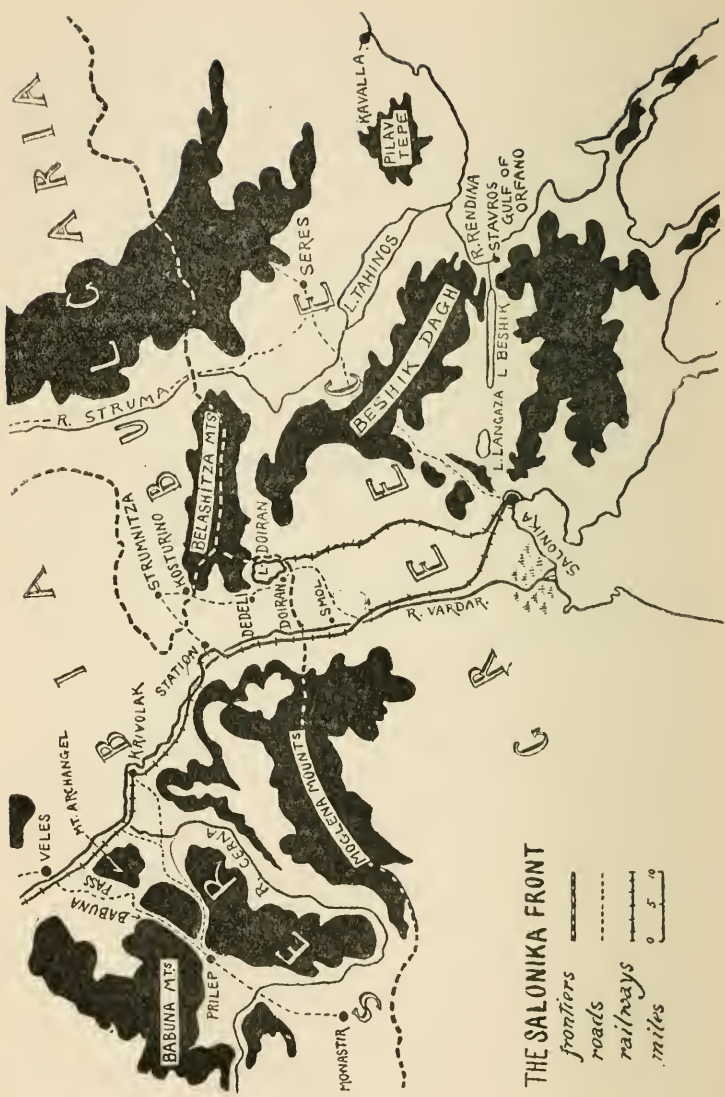 VELES
MT. ARCHANGEL
BABUNA PASS
BABUNA MTS
PRILEP
MONASTIR
R CERNA
KRIVOLAK
SERBIA
STATION
STRUMNITZA
KOSTURINO
BELASHITZA MTS.
DEDELI
L. DOIRAN
DOIRAN
SMOL
MOGLENA MOUNTS
R. VARDAR.
BULGARIA
R. STRUMA
SERES
L. TAHINOS
KAVALLA
PILAV
TEPE
BESHIK DAGH
R. RENDINA
STAVROS
GULF OF
ORFANO
L. LANGAZA
L BESHIK
SALONIKA
GREECE
THE SALONIKA FRONT
frontiers
roads
railways
miles
0 5 10